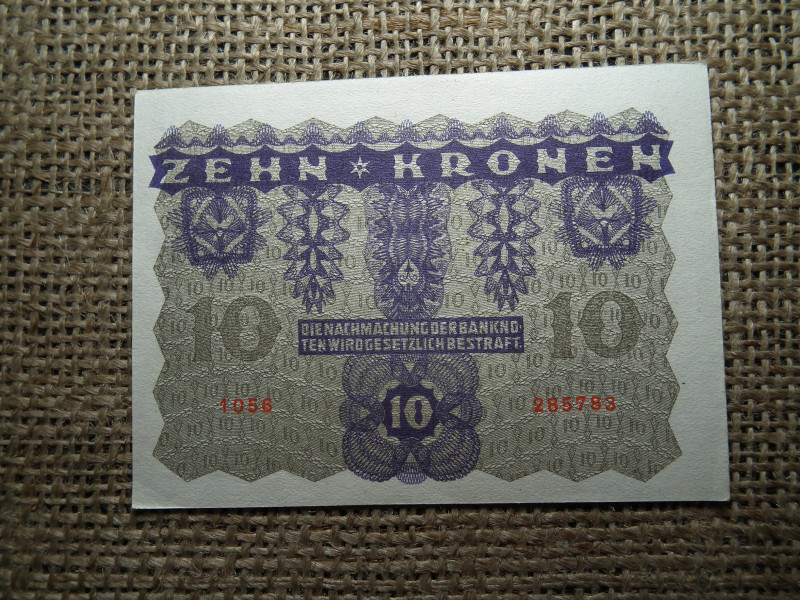 ZEHN ✶ KRONEN
10 10
DIE NACHMACHUNG DER BANKNO-
TEN WIRD GESETZLICH BESTRAFT.
1056 10 285783